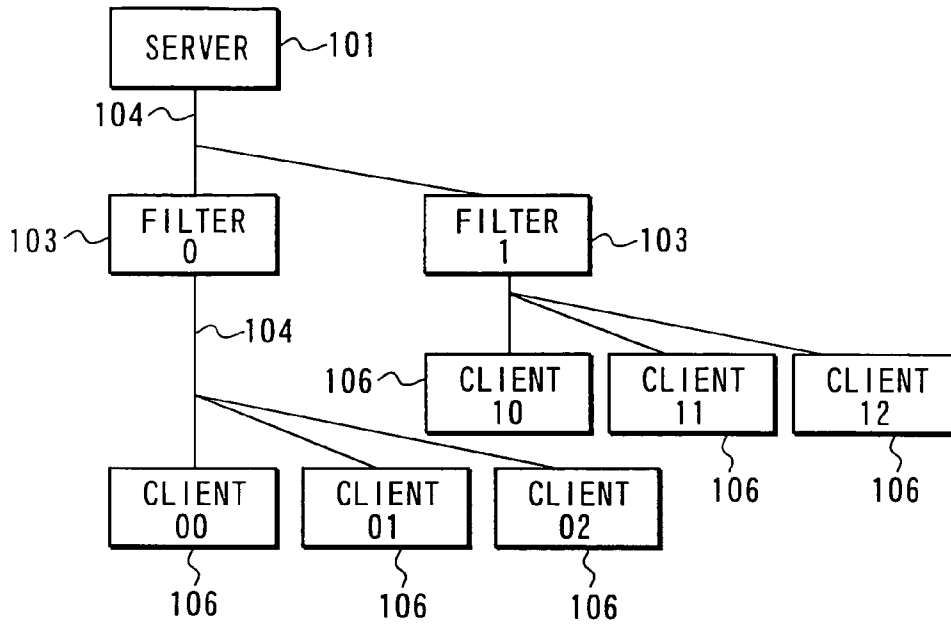 SERVER
101
104
FILTER
0
103
FILTER
1
103
104
106
CLIENT
10
CLIENT
11
CLIENT
12
106
106
CLIENT
00
CLIENT
01
CLIENT
02
106
106
106